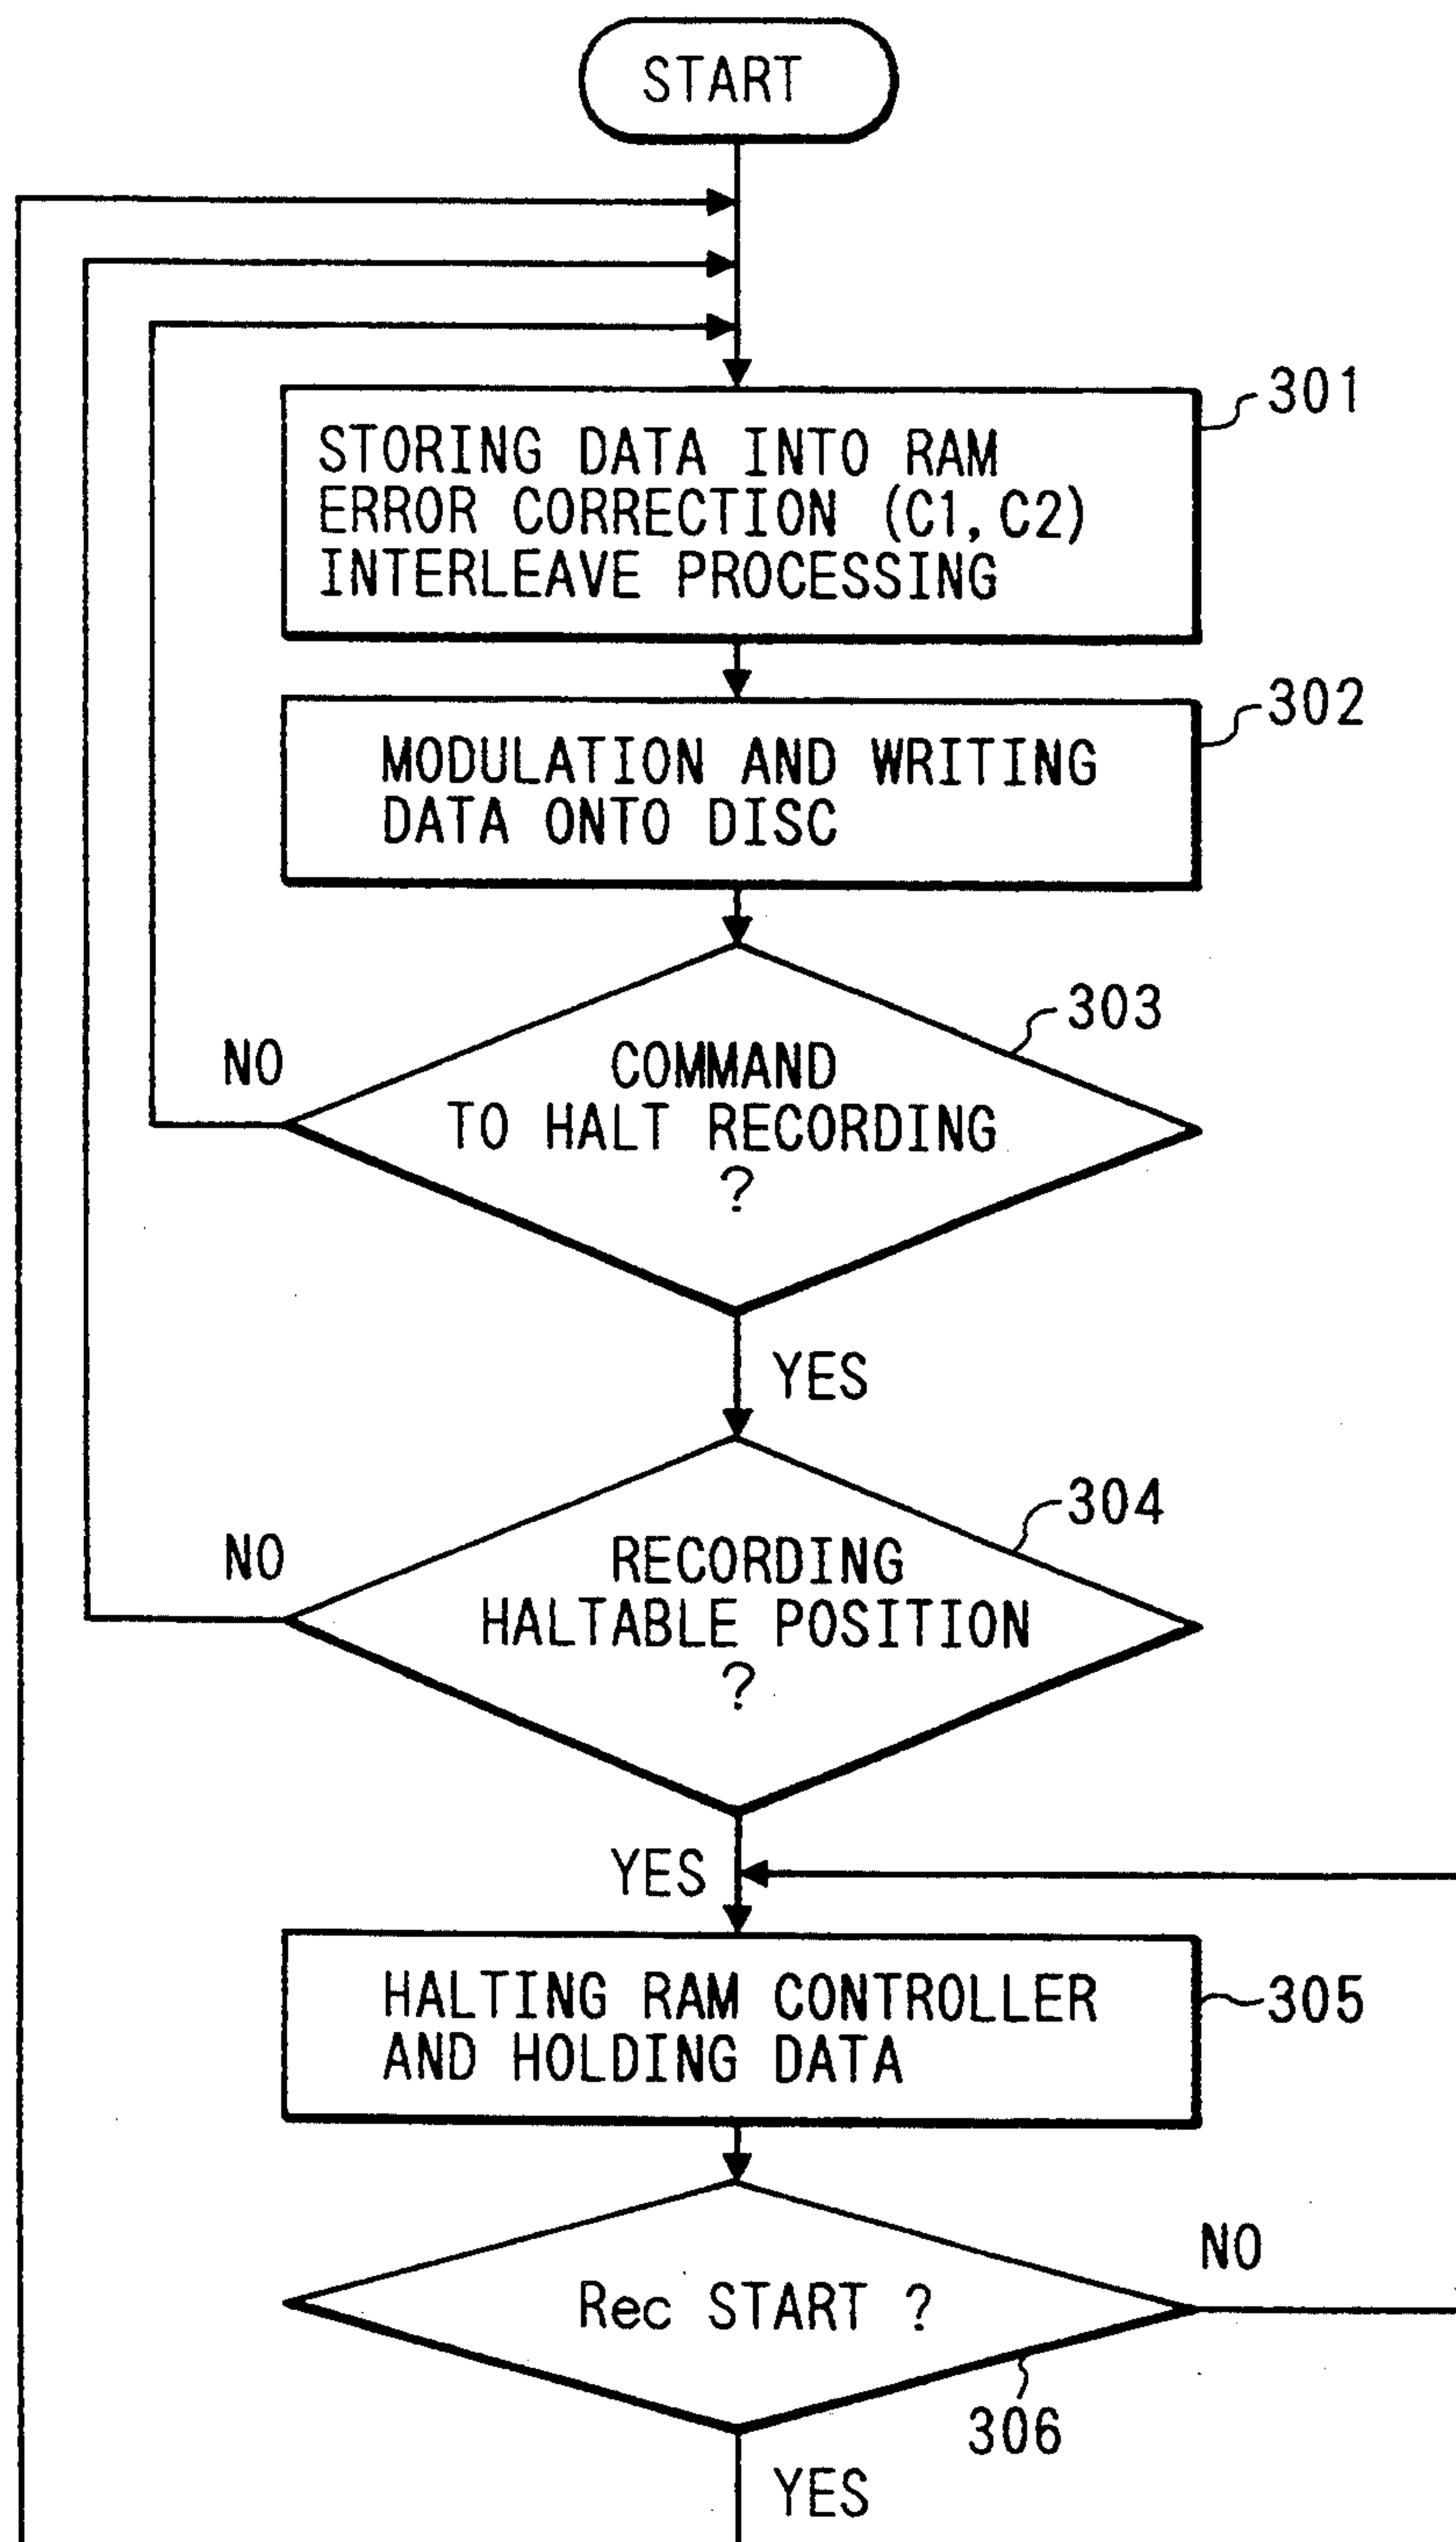 START
301
STORING DATA INTO RAM
ERROR CORRECTION (C1, C2)
INTERLEAVE PROCESSING
302
MODULATION AND WRITING
DATA ONTO DISC
303
NO
COMMAND
TO HALT RECORDING
?
YES
304
NO
RECORDING
HALTABLE POSITION
?
YES
HALTING RAM CONTROLLER
AND HOLDING DATA
305
NO
Rec START ?
306
YES